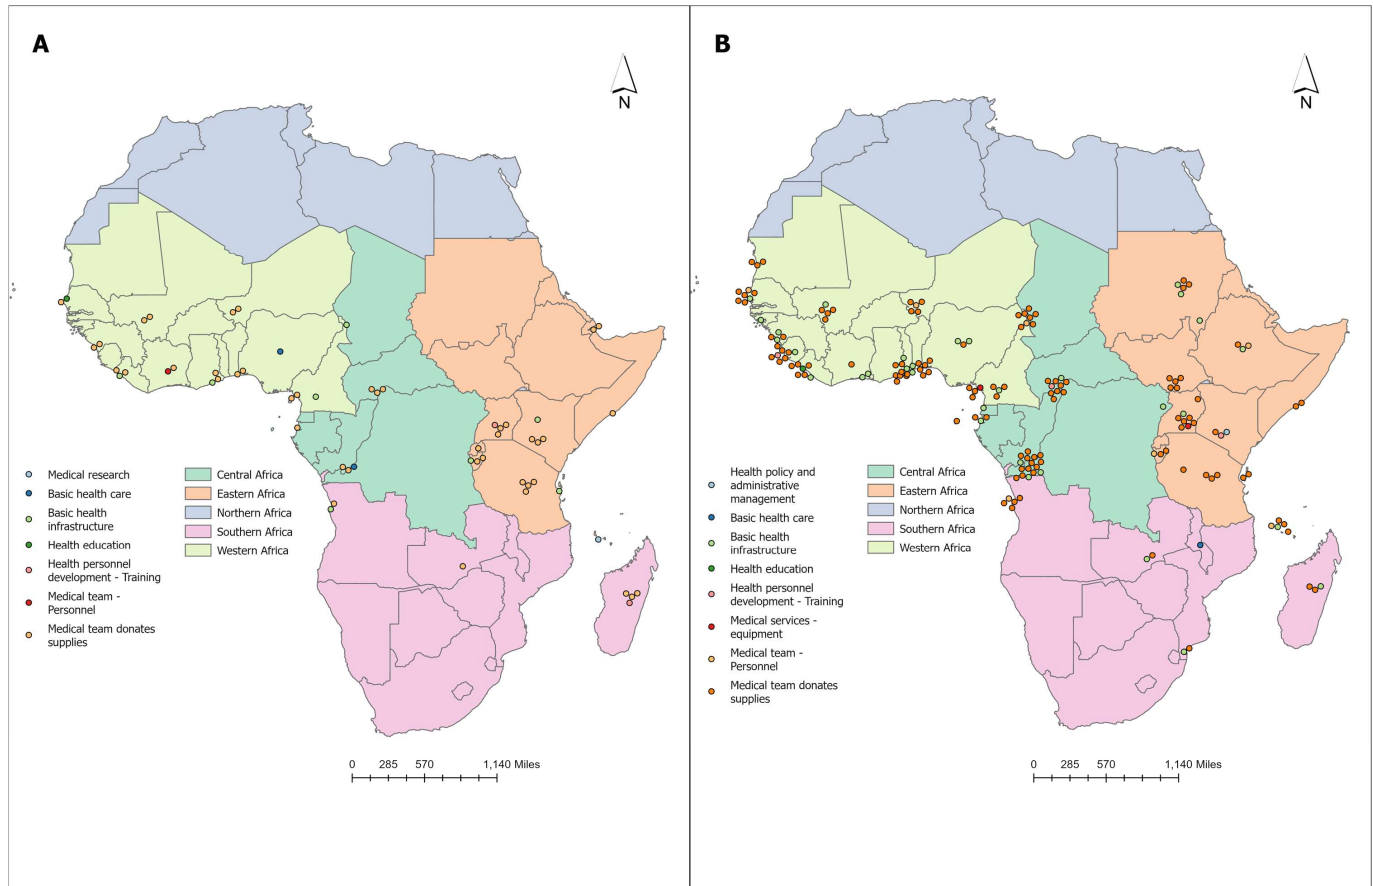 A
N
Medical research
Basic health care
Basic health
infrastructure
Health education
Health personnel
development - Training
Medical team -
Personnel
Medical team donates
supplies
Central Africa
Eastern Africa
Northern Africa
Southern Africa
Western Africa
0 285 570 1,140 Miles
B
N
Health policy and
administrative
management
Basic health care
Basic health
infrastructure
Health education
Health personnel
development - Training
Medical services -
equipment
Medical team -
Personnel
Medical team donates
supplies
Central Africa
Eastern Africa
Northern Africa
Southern Africa
Western Africa
0 285 570 1,140 Miles